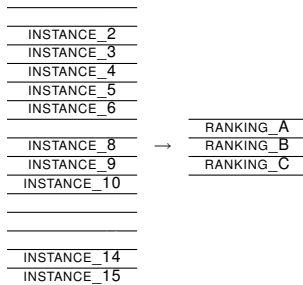 INSTANCE_2
INSTANCE_3
INSTANCE_4
INSTANCE_5
INSTANCE_6
INSTANCE_8
INSTANCE_9
INSTANCE_10
INSTANCE_14
INSTANCE_15
→
RANKING_A
RANKING_B
RANKING_C